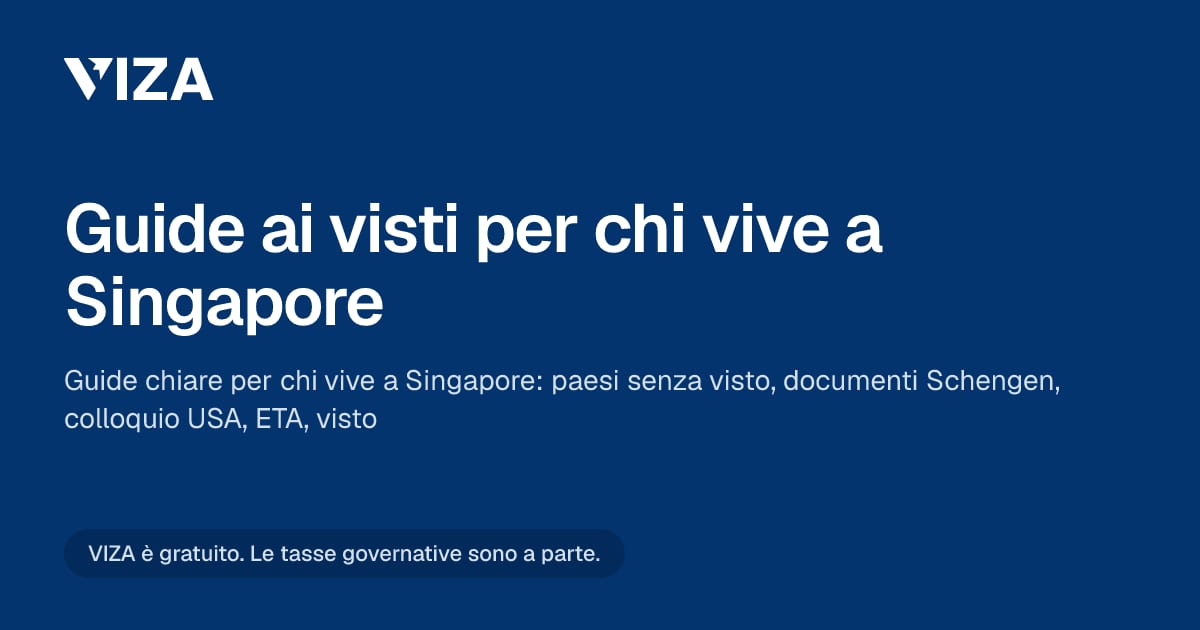 VIZA
Guide ai visti per chi vive a
Singapore
Guide chiare per chi vive a Singapore: paesi senza visto, documenti Schengen,
colloquio USA, ETA, visto
VIZA è gratuito. Le tasse governative sono a parte.